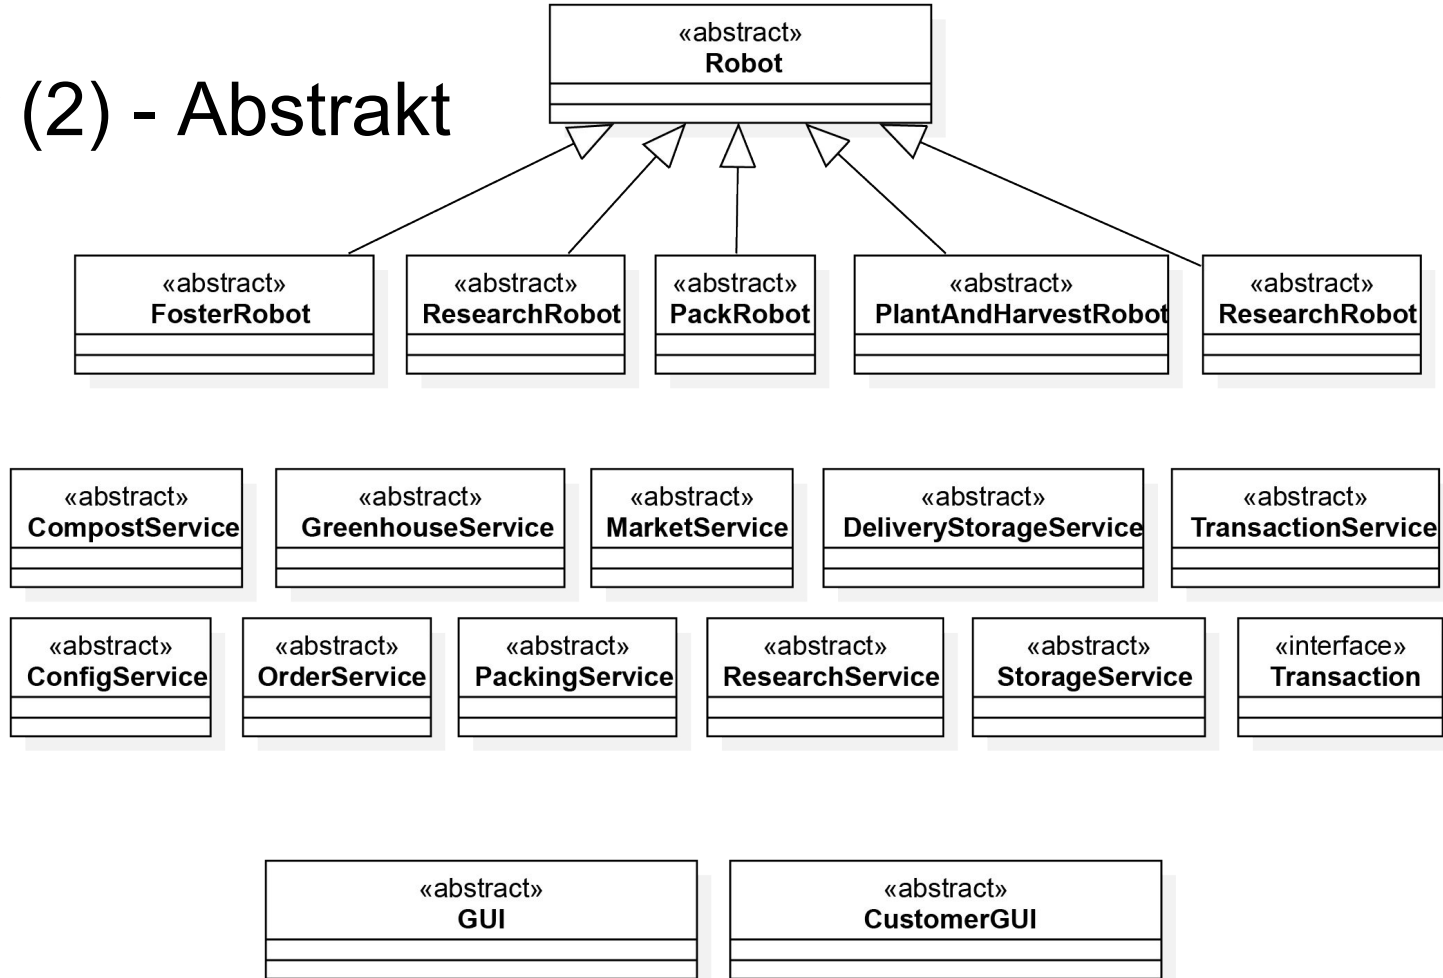 (2) - Abstrakt
«abstract»
Robot
«abstract»
FosterRobot
«abstract»
ResearchRobot
«abstract»
PackRobot
«abstract»
PlantAndHarvestRobot
«abstract»
ResearchRobot
«abstract»
CompostService
«abstract»
GreenhouseService
«abstract»
MarketService
«abstract»
DeliveryStorageService
«abstract»
TransactionService
«abstract»
ConfigService
«abstract»
OrderService
«abstract»
PackingService
«abstract»
ResearchService
«abstract»
StorageService
«interface»
Transaction
«abstract»
GUI
«abstract»
CustomerGUI